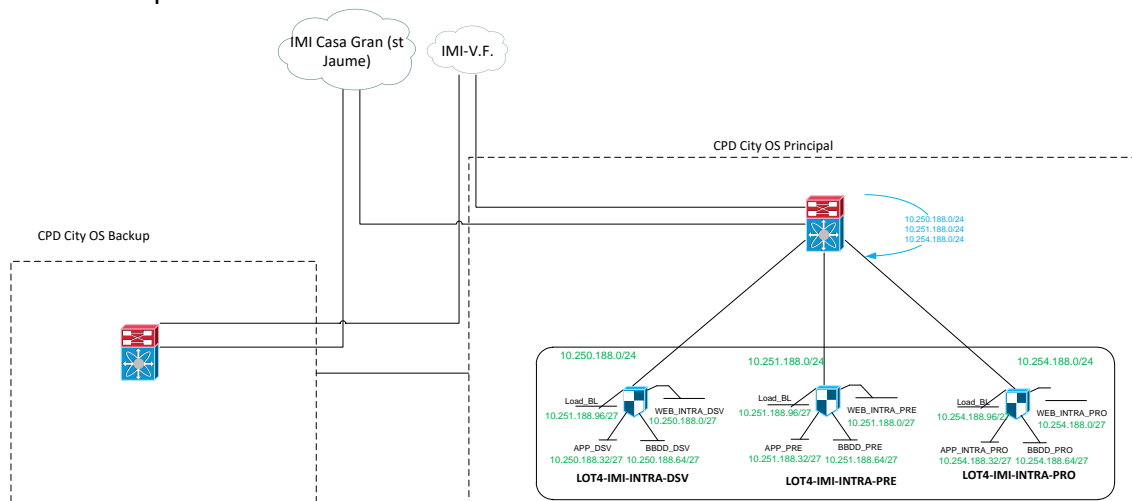 IMI Casa Gran (st
Jaume)
IMI-V.F.
CPD City OS Principal
10.250.188.0/24
10.251.188.0/24
10.254.188.0/24
CPD City OS Backup
10.250.188.0/24
10.251.188.0/24
10.254.188.0/24
Load_BL
10.251.188.96/27
WEB_INTRA_DSV
10.250.188.0/27
APP_DSV
10.250.188.32/27
BBDD_DSV
10.250.188.64/27
LOT4-IMI-INTRA-DSV
Load_BL
10.251.188.96/27
WEB_INTRA_PRE
10.251.188.0/27
APP_PRE
10.251.188.32/27
BBDD_PRE
10.251.188.64/27
LOT4-IMI-INTRA-PRE
Load_BL
10.254.188.96/27
WEB_INTRA_PRO
10.254.188.0/27
APP_INTRA_PRO
10.254.188.32/27
BBDD_PRO
10.254.188.64/27
LOT4-IMI-INTRA-PRO